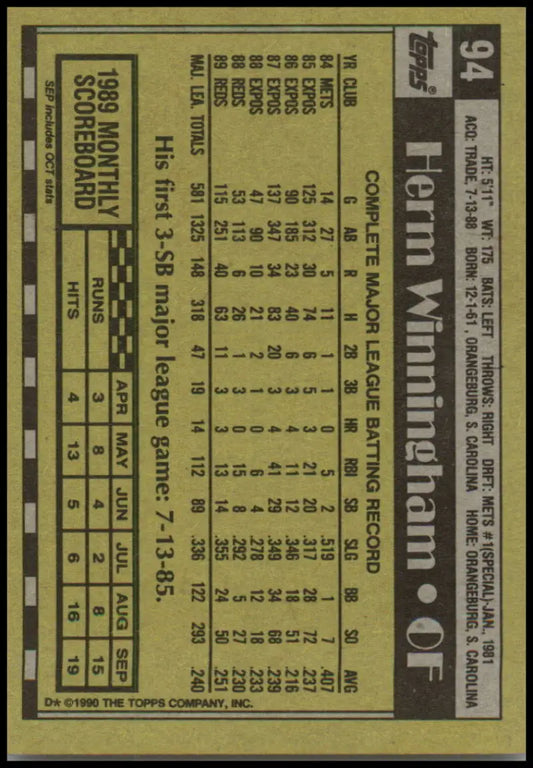 94
topps®
HT: 5'11" WT: 175 BATS: LEFT THROWS: RIGHT DRFT: METS #1(SPECIAL)-JAN., 1981
ACQ: TRADE, 7-13-88 BORN: 12-1-61, ORANGEBURG, S. CAROLINA HOME: ORANGEBURG, S. CAROLINA
Herm Winningham • OF
COMPLETE MAJOR LEAGUE BATTING RECORD
YR CLUB G AB R H 2B 3B HR RBI SB SLG BB SO AVG
84 METS 14 27 5 11 1 1 0 5 2 .519 1 7 .407
85 EXPOS 125 312 30 74 6 5 3 21 20 .317 28 72 .237
86 EXPOS 90 185 23 40 6 3 4 11 12 .346 18 51 .216
87 EXPOS 137 347 34 83 20 3 4 41 29 .349 34 68 .239
88 EXPOS 47 90 10 21 2 1 0 6 4 .278 12 18 .233
88 REDS 53 113 6 26 1 3 0 15 8 .292 5 27 .230
89 REDS 115 251 40 63 11 3 3 13 14 .355 24 50 .251
MAJ. LEA. TOTALS 581 1325 148 318 47 19 14 112 89 .336 122 293 .240
His first 3-SB major league game: 7-13-85.
1989 MONTHLY
SCOREBOARD
SEP includes OCT stats
APR MAY JUN JUL AUG SEP
RUNS 3 8 4 2 8 15
HITS 4 13 5 6 16 19
D* ©1990 THE TOPPS COMPANY, INC.